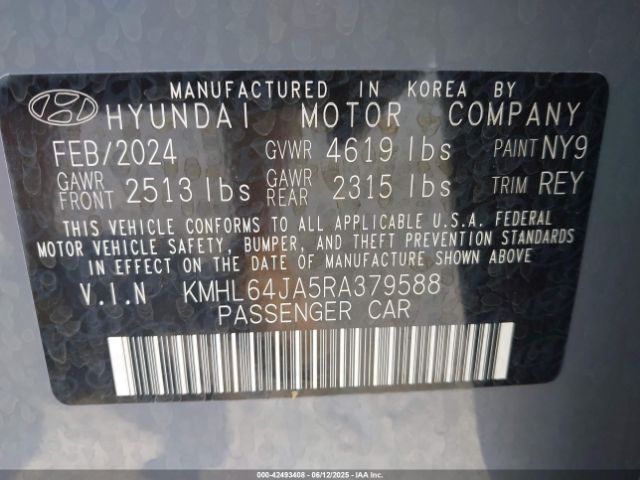 MANUFACTURED IN KOREA BY
HYUNDAI MOTOR COMPANY
FEB/2024 GVWR 4619 lbs PAINT NY9
GAWR FRONT 2513 lbs GAWR REAR 2315 lbs TRIM REY
THIS VEHICLE CONFORMS TO ALL APPLICABLE U.S.A. FEDERAL
MOTOR VEHICLE SAFETY, BUMPER, AND THEFT PREVENTION STANDARDS
IN EFFECT ON THE DATE OF MANUFACTURE SHOWN ABOVE
V.I.N KMHL64JA5RA379588
PASSENGER CAR
000-42493408 - 06/12/2025 - IAAI.CA